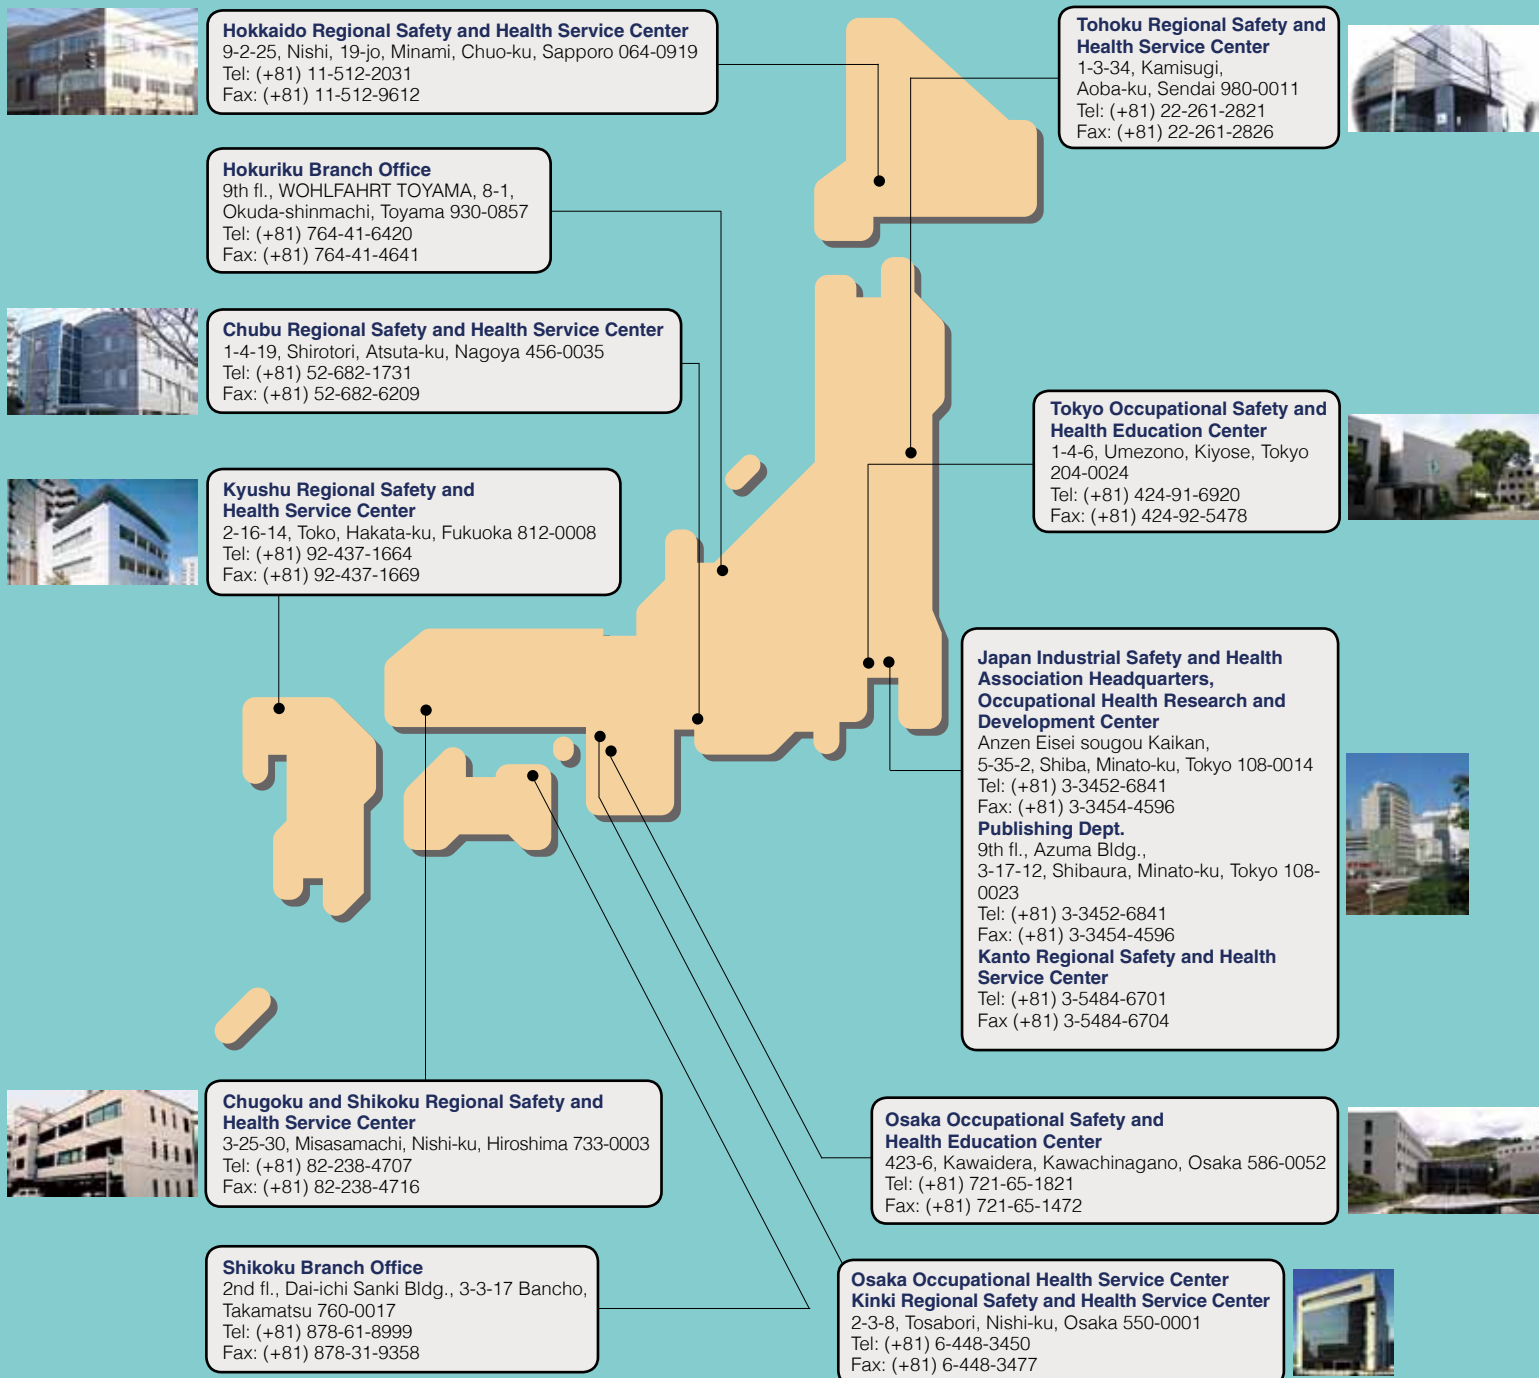 Hokkaido Regional Safety and Health Service Center
9-2-25, Nishi, 19-jo, Minami, Chuo-ku, Sapporo 064-0919
Tel: (+81) 11-512-2031
Fax: (+81) 11-512-9612
Tohoku Regional Safety and
Health Service Center
1-3-34, Kamisugi,
Aoba-ku, Sendai 980-0011
Tel: (+81) 22-261-2821
Fax: (+81) 22-261-2826
Hokuriku Branch Office
9th fl., WOHLFAHRT TOYAMA, 8-1,
Okuda-shinmachi, Toyama 930-0857
Tel: (+81) 764-41-6420
Fax: (+81) 764-41-4641
Chubu Regional Safety and Health Service Center
1-4-19, Shirotori, Atsuta-ku, Nagoya 456-0035
Tel: (+81) 52-682-1731
Fax: (+81) 52-682-6209
Tokyo Occupational Safety and
Health Education Center
1-4-6, Umezono, Kiyose, Tokyo
204-0024
Tel: (+81) 424-91-6920
Fax: (+81) 424-92-5478
Kyushu Regional Safety and
Health Service Center
2-16-14, Toko, Hakata-ku, Fukuoka 812-0008
Tel: (+81) 92-437-1664
Fax: (+81) 92-437-1669
Japan Industrial Safety and Health
Association Headquarters,
Occupational Health Research and
Development Center
Anzen Eisei sougou Kaikan,
5-35-2, Shiba, Minato-ku, Tokyo 108-0014
Tel: (+81) 3-3452-6841
Fax: (+81) 3-3454-4596
Publishing Dept.
9th fl., Azuma Bldg.,
3-17-12, Shibaura, Minato-ku, Tokyo 108-
0023
Tel: (+81) 3-3452-6841
Fax: (+81) 3-3454-4596
Kanto Regional Safety and Health
Service Center
Tel: (+81) 3-5484-6701
Fax (+81) 3-5484-6704
Chugoku and Shikoku Regional Safety and
Health Service Center
3-25-30, Misasamachi, Nishi-ku, Hiroshima 733-0003
Tel: (+81) 82-238-4707
Fax: (+81) 82-238-4716
Osaka Occupational Safety and
Health Education Center
423-6, Kawaidera, Kawachinagano, Osaka 586-0052
Tel: (+81) 721-65-1821
Fax: (+81) 721-65-1472
Shikoku Branch Office
2nd fl., Dai-ichi Sanki Bldg., 3-3-17 Bancho,
Takamatsu 760-0017
Tel: (+81) 878-61-8999
Fax: (+81) 878-31-9358
Osaka Occupational Health Service Center
Kinki Regional Safety and Health Service Center
2-3-8, Tosabori, Nishi-ku, Osaka 550-0001
Tel: (+81) 6-448-3450
Fax: (+81) 6-448-3477